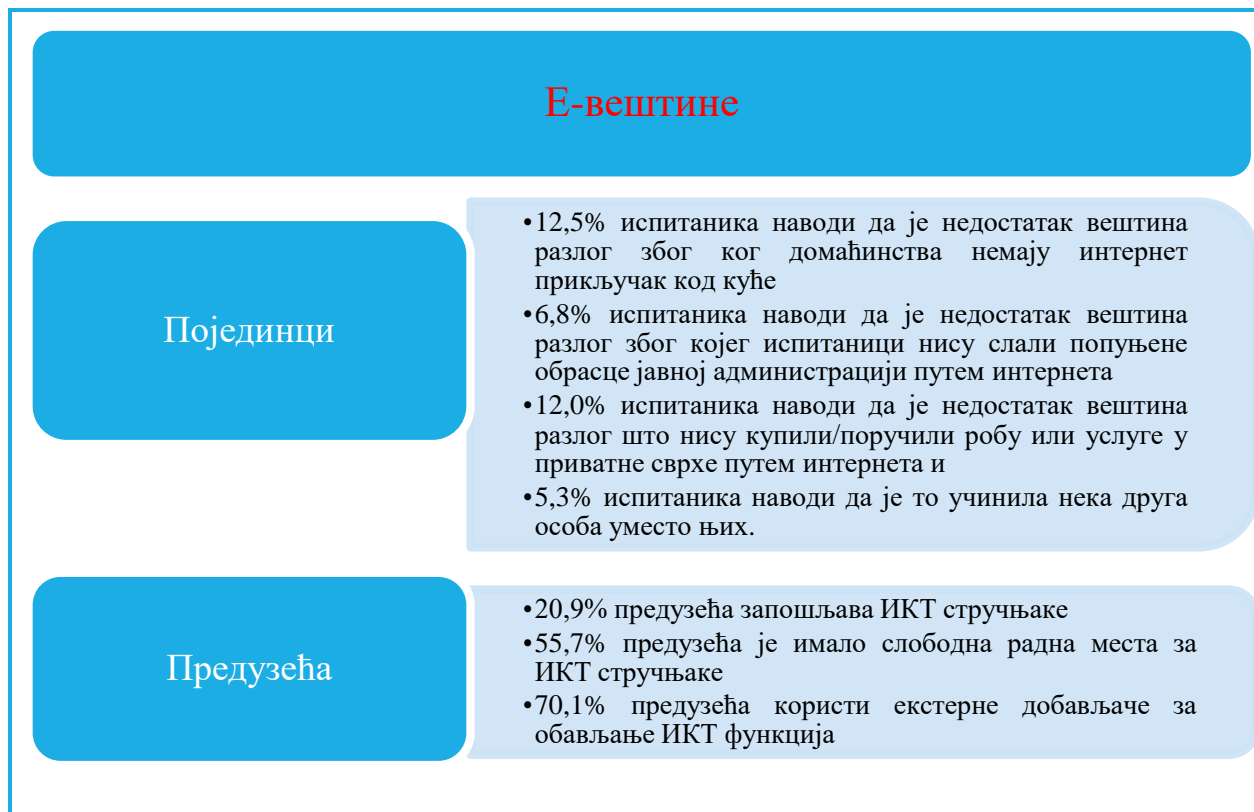 Е-вештине
Појединци
•12,5% испитаника наводи да је недостатак вештина
разлог због ког домаћинства немају интернет
прикључак код куће
•6,8% испитаника наводи да је недостатак вештина
разлог због којег испитаници нису слали попуњене
обрасце јавној администрацији путем интернета
•12,0% испитаника наводи да је недостатак вештина
разлог што нису купили/поручили робу или услуге у
приватне сврхе путем интернета и
•5,3% испитаника наводи да је то учинила нека друга
особа уместо њих.
Предузећа
•20,9% предузећа запошљава ИКТ стручњаке
•55,7% предузећа је имало слободна радна места за
ИКТ стручњаке
•70,1% предузећа користи екстерне добављаче за
обављање ИКТ функција